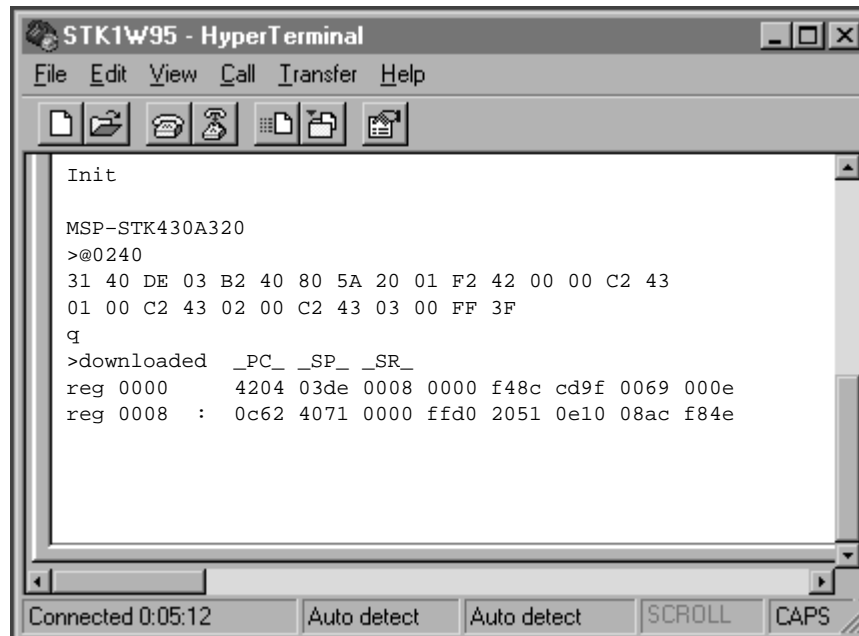 STK1W95 - HyperTerminal
File Edit View Call Transfer Help
Init
MSP-STK430A320
>@0240
31 40 DE 03 B2 40 80 5A 20 01 F2 42 00 00 C2 43
01 00 C2 43 02 00 C2 43 03 00 FF 3F
q
>downloaded _PC_ _SP_ _SR_
reg 0000 4204 03de 0008 0000 f48c cd9f 0069 000e
reg 0008 : 0c62 4071 0000 ffd0 2051 0e10 08ac f84e
Connected 0:05:12 Auto detect Auto detect SCROLL CAPS